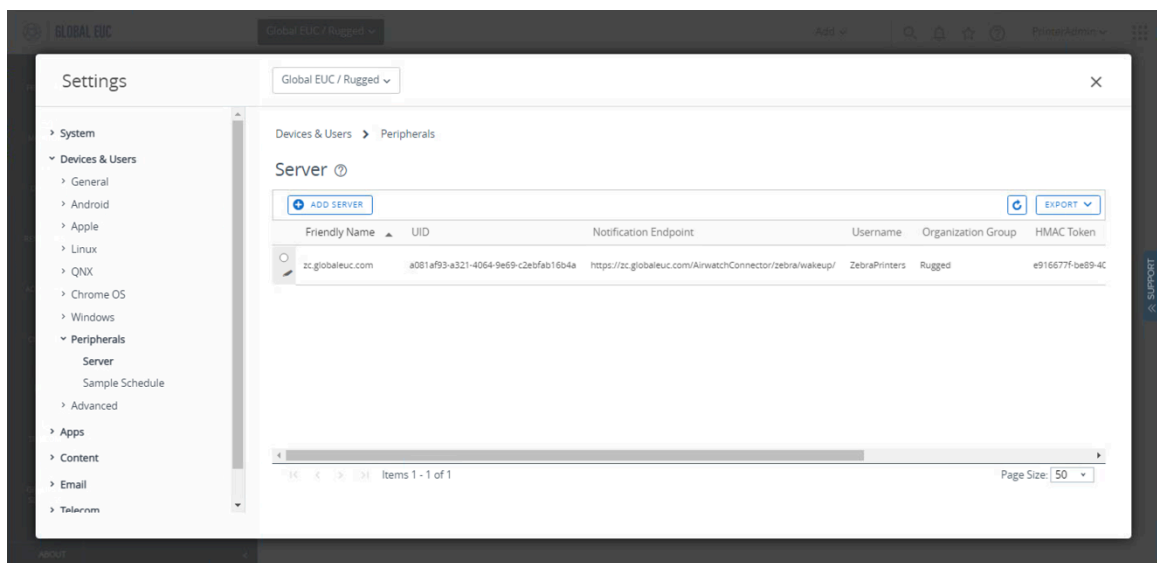 GLOBAL EUC
Global EUC / Rugged
Add
PrinterAdmin
Settings
Global EUC / Rugged
System
Devices & Users
General
Android
Apple
Linux
QNX
Chrome OS
Windows
Peripherals
Server
Sample Schedule
Advanced
Apps
Content
Email
Telecom
Devices & Users > Peripherals
Server
ADD SERVER
EXPORT
Friendly Name UID Notification Endpoint Username Organization Group HMAC Token
zc.globaleuc.com a081af93-a321-4064-9e69-c2ebfab16b4a https://zc.globaleuc.com/AirwatchConnector/zebra/wakeup/ ZebraPrinters Rugged e916677f-be89-4C
Items 1 - 1 of 1
Page Size: 50
SUPPORT
ABOUT